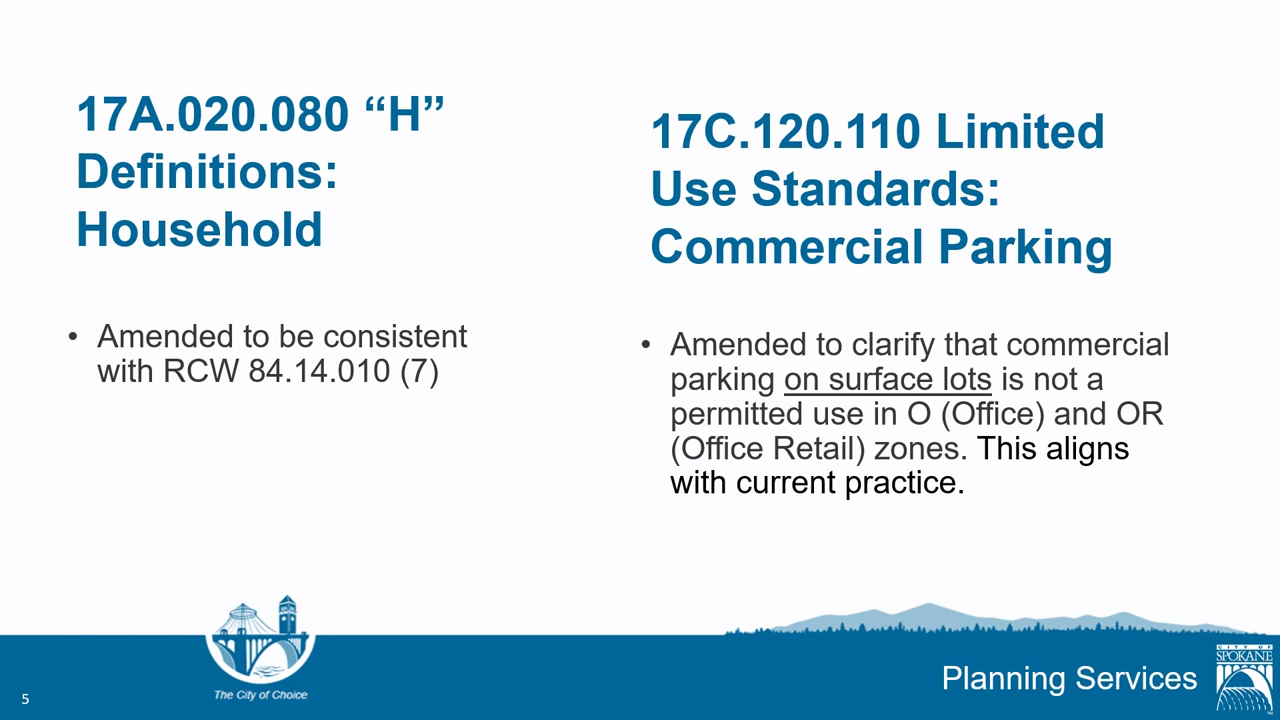 17A.020.080 “H”
Definitions:
Household
• Amended to be consistent
with RCW 84.14.010 (7)
17C.120.110 Limited
Use Standards:
Commercial Parking
• Amended to clarify that commercial
parking on surface lots is not a
permitted use in O (Office) and OR
(Office Retail) zones. This aligns
with current practice.
5
The City of Choice
Planning Services
CITY OF
SPOKANE